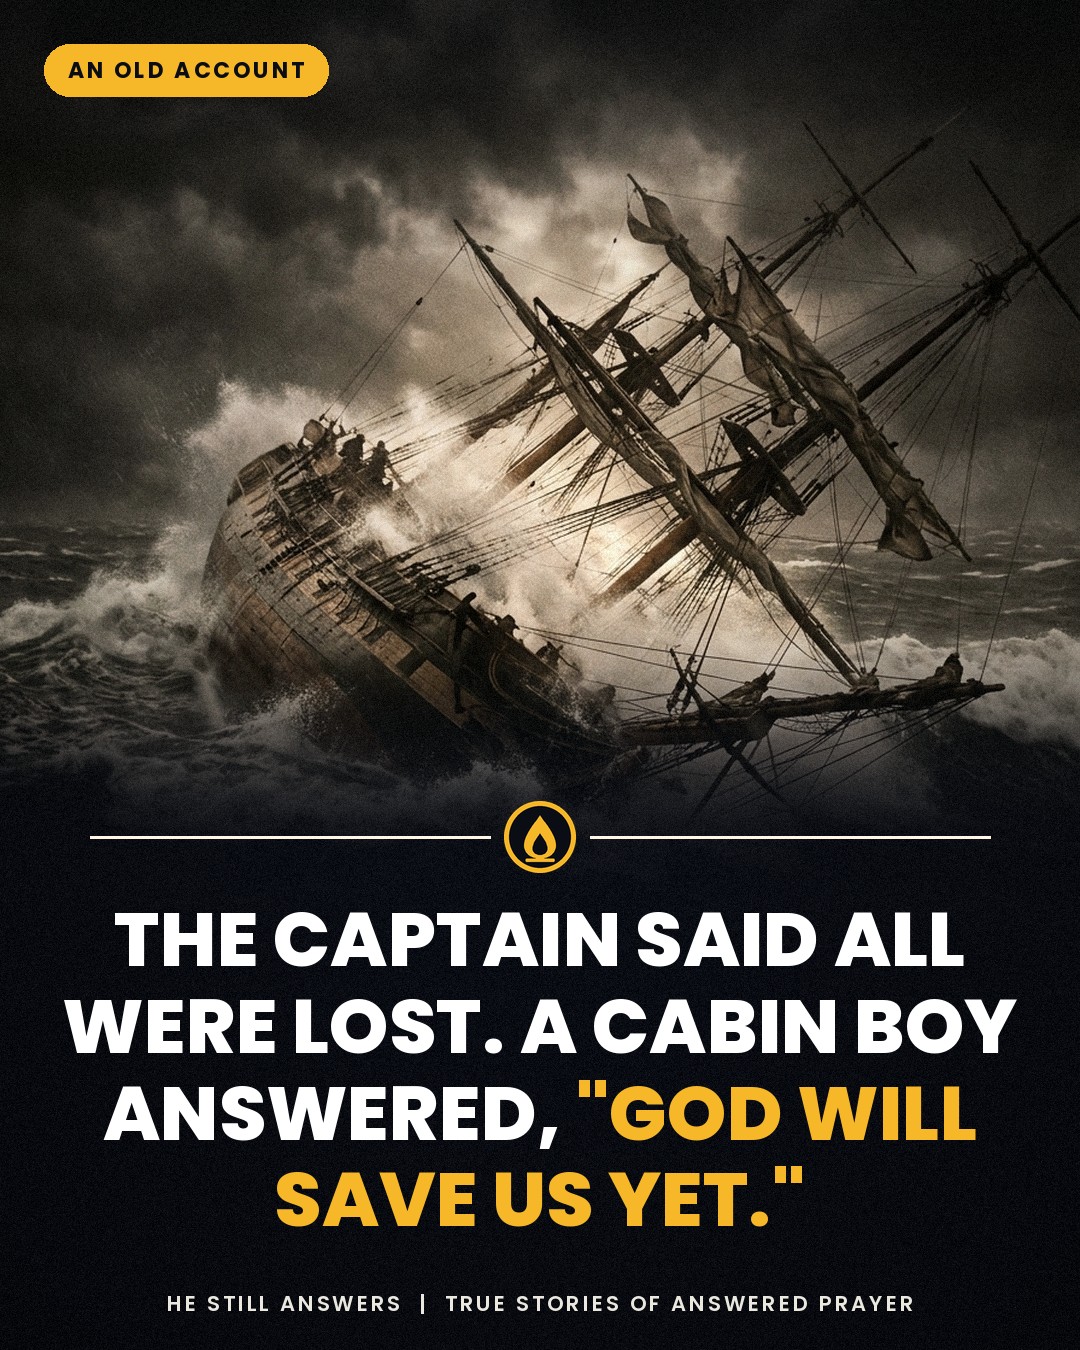 AN OLD ACCOUNT
THE CAPTAIN SAID ALL
WERE LOST. A CABIN BOY
ANSWERED, "GOD WILL
SAVE US YET."
HE STILL ANSWERS | TRUE STORIES OF ANSWERED PRAYER